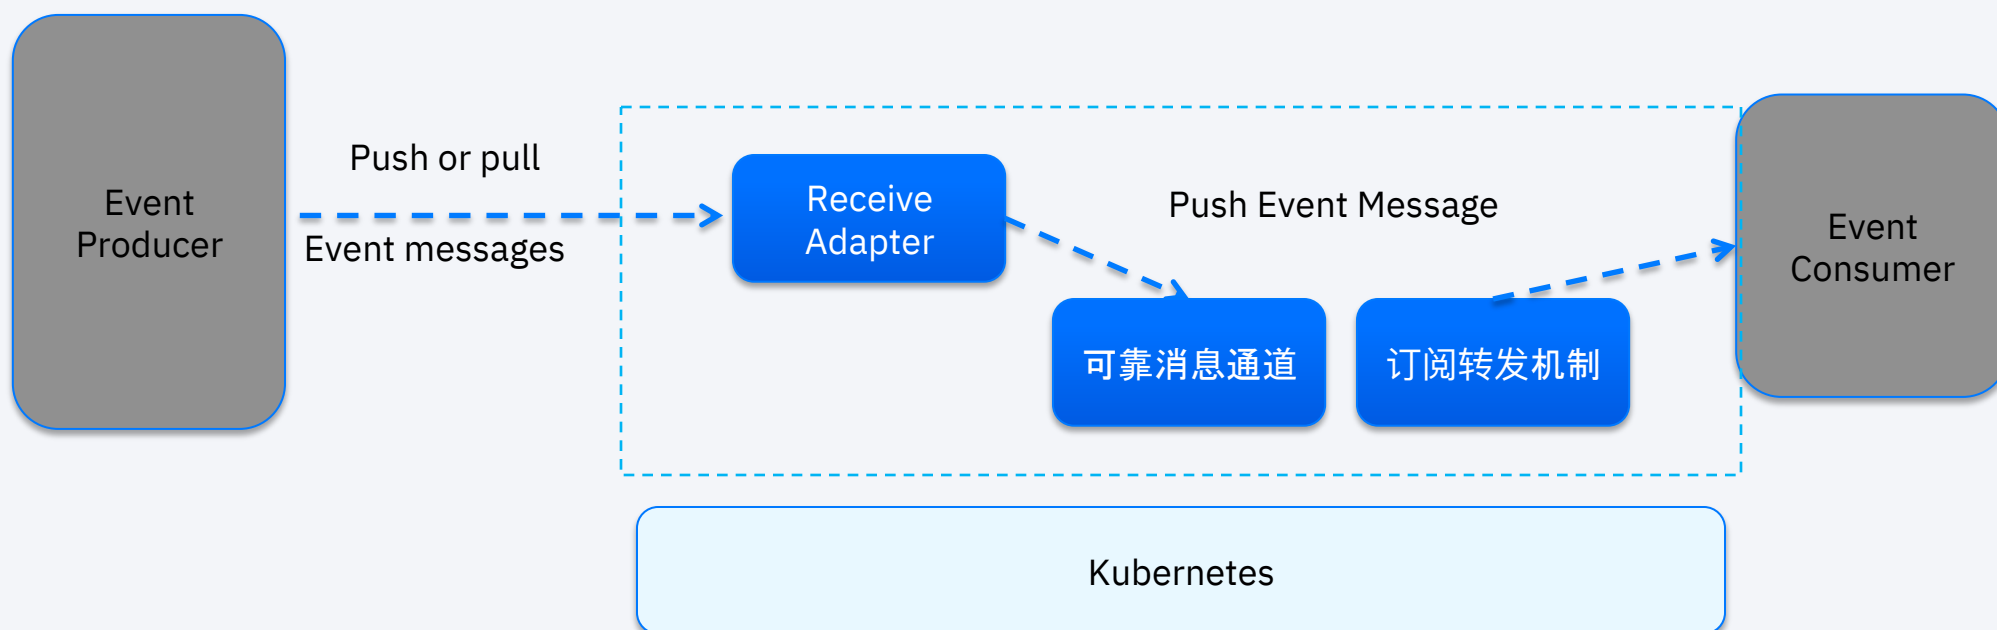 Event
Producer
Push or pull
Event messages
Receive
Adapter
Push Event Message
可靠消息通道
订阅转发机制
Event
Consumer
Kubernetes